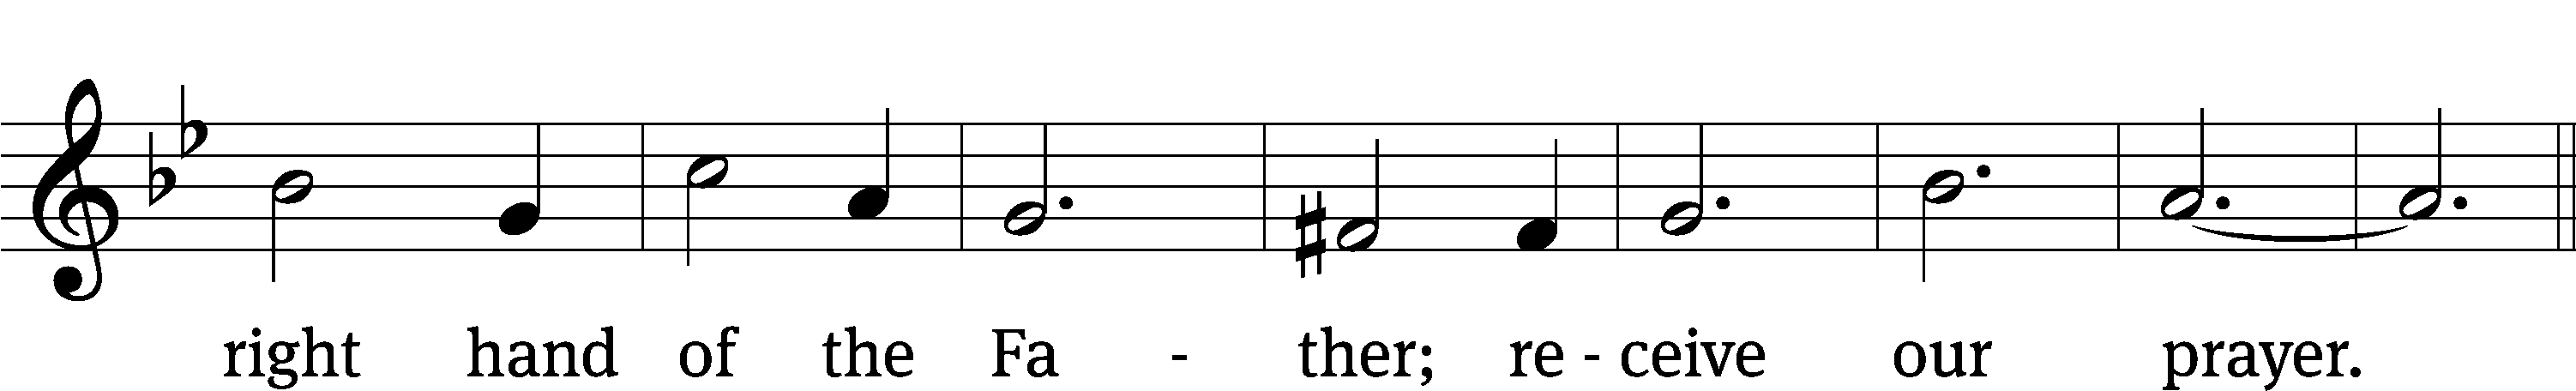 right hand of the Fa - ther; re - ceive our prayer.